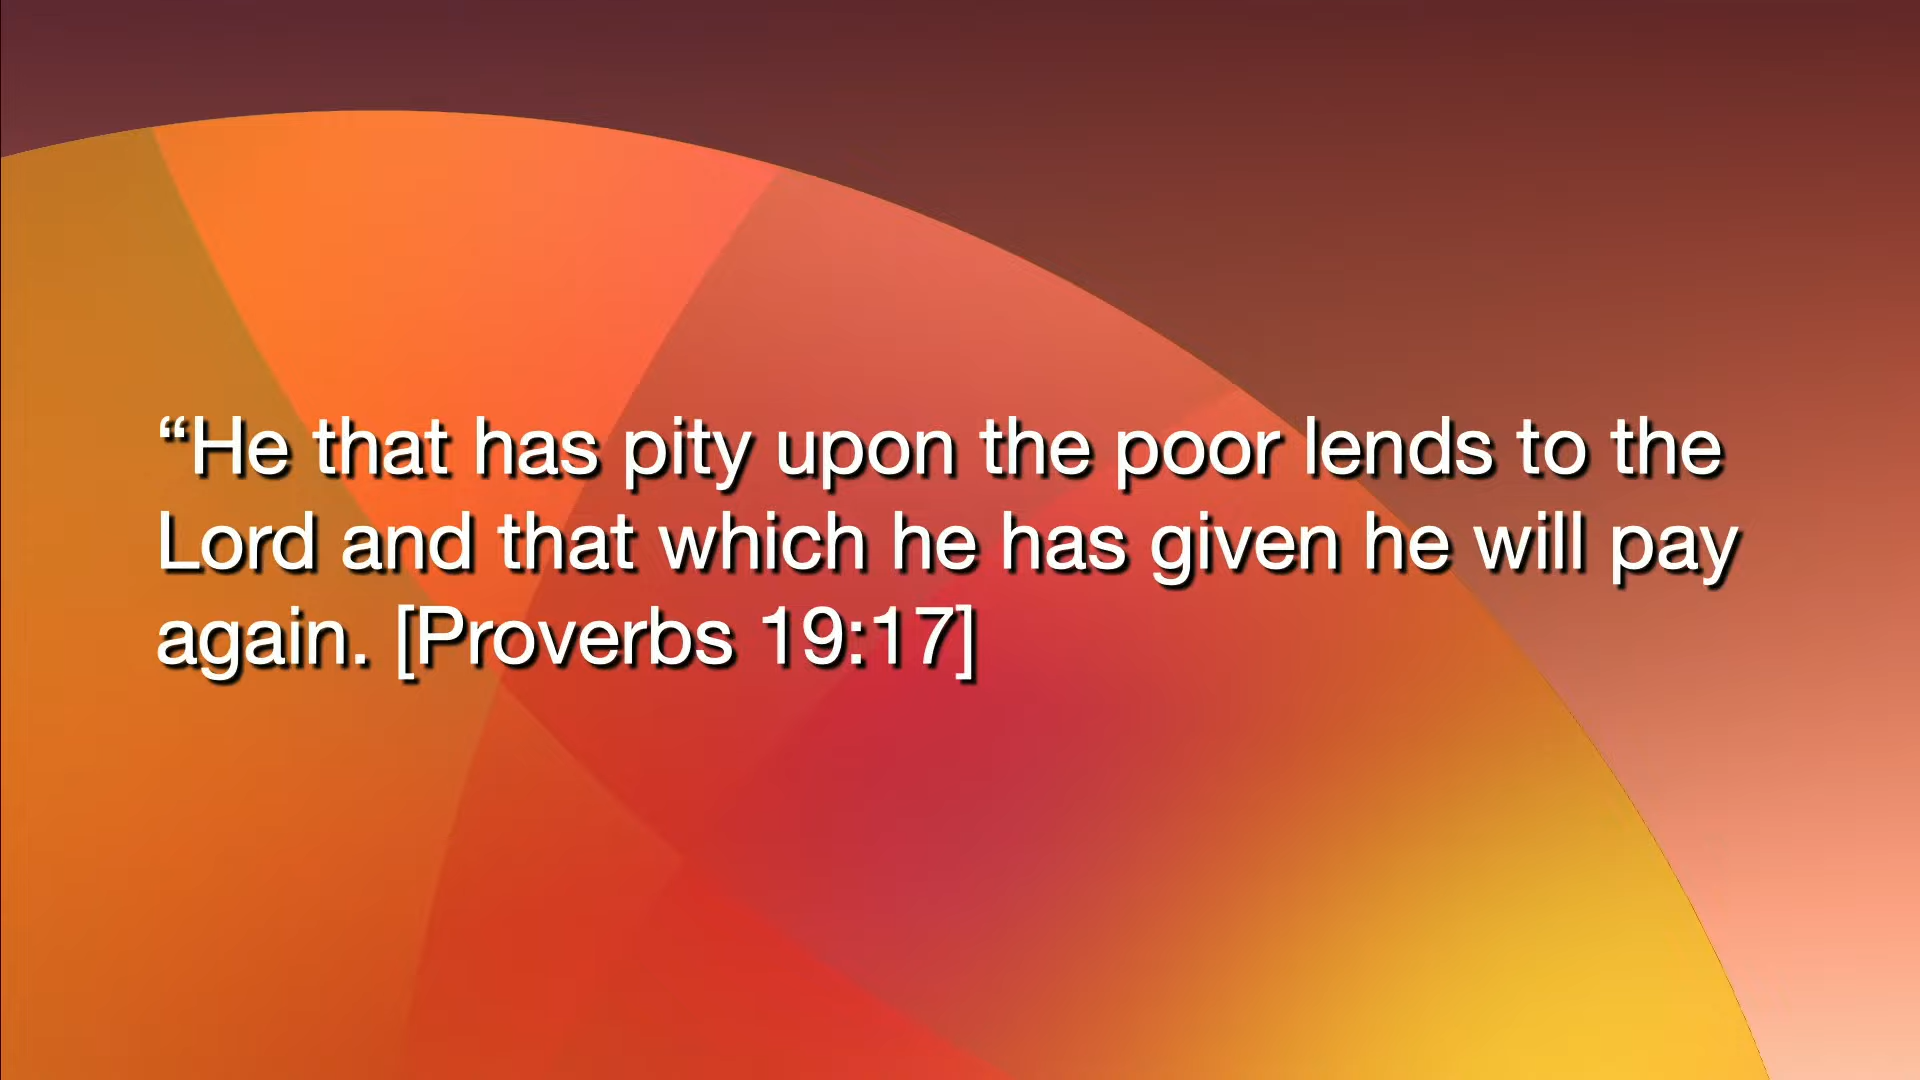 “He that has pity upon the poor lends to the
Lord and that which he has given he will pay
again. [Proverbs 19:17]